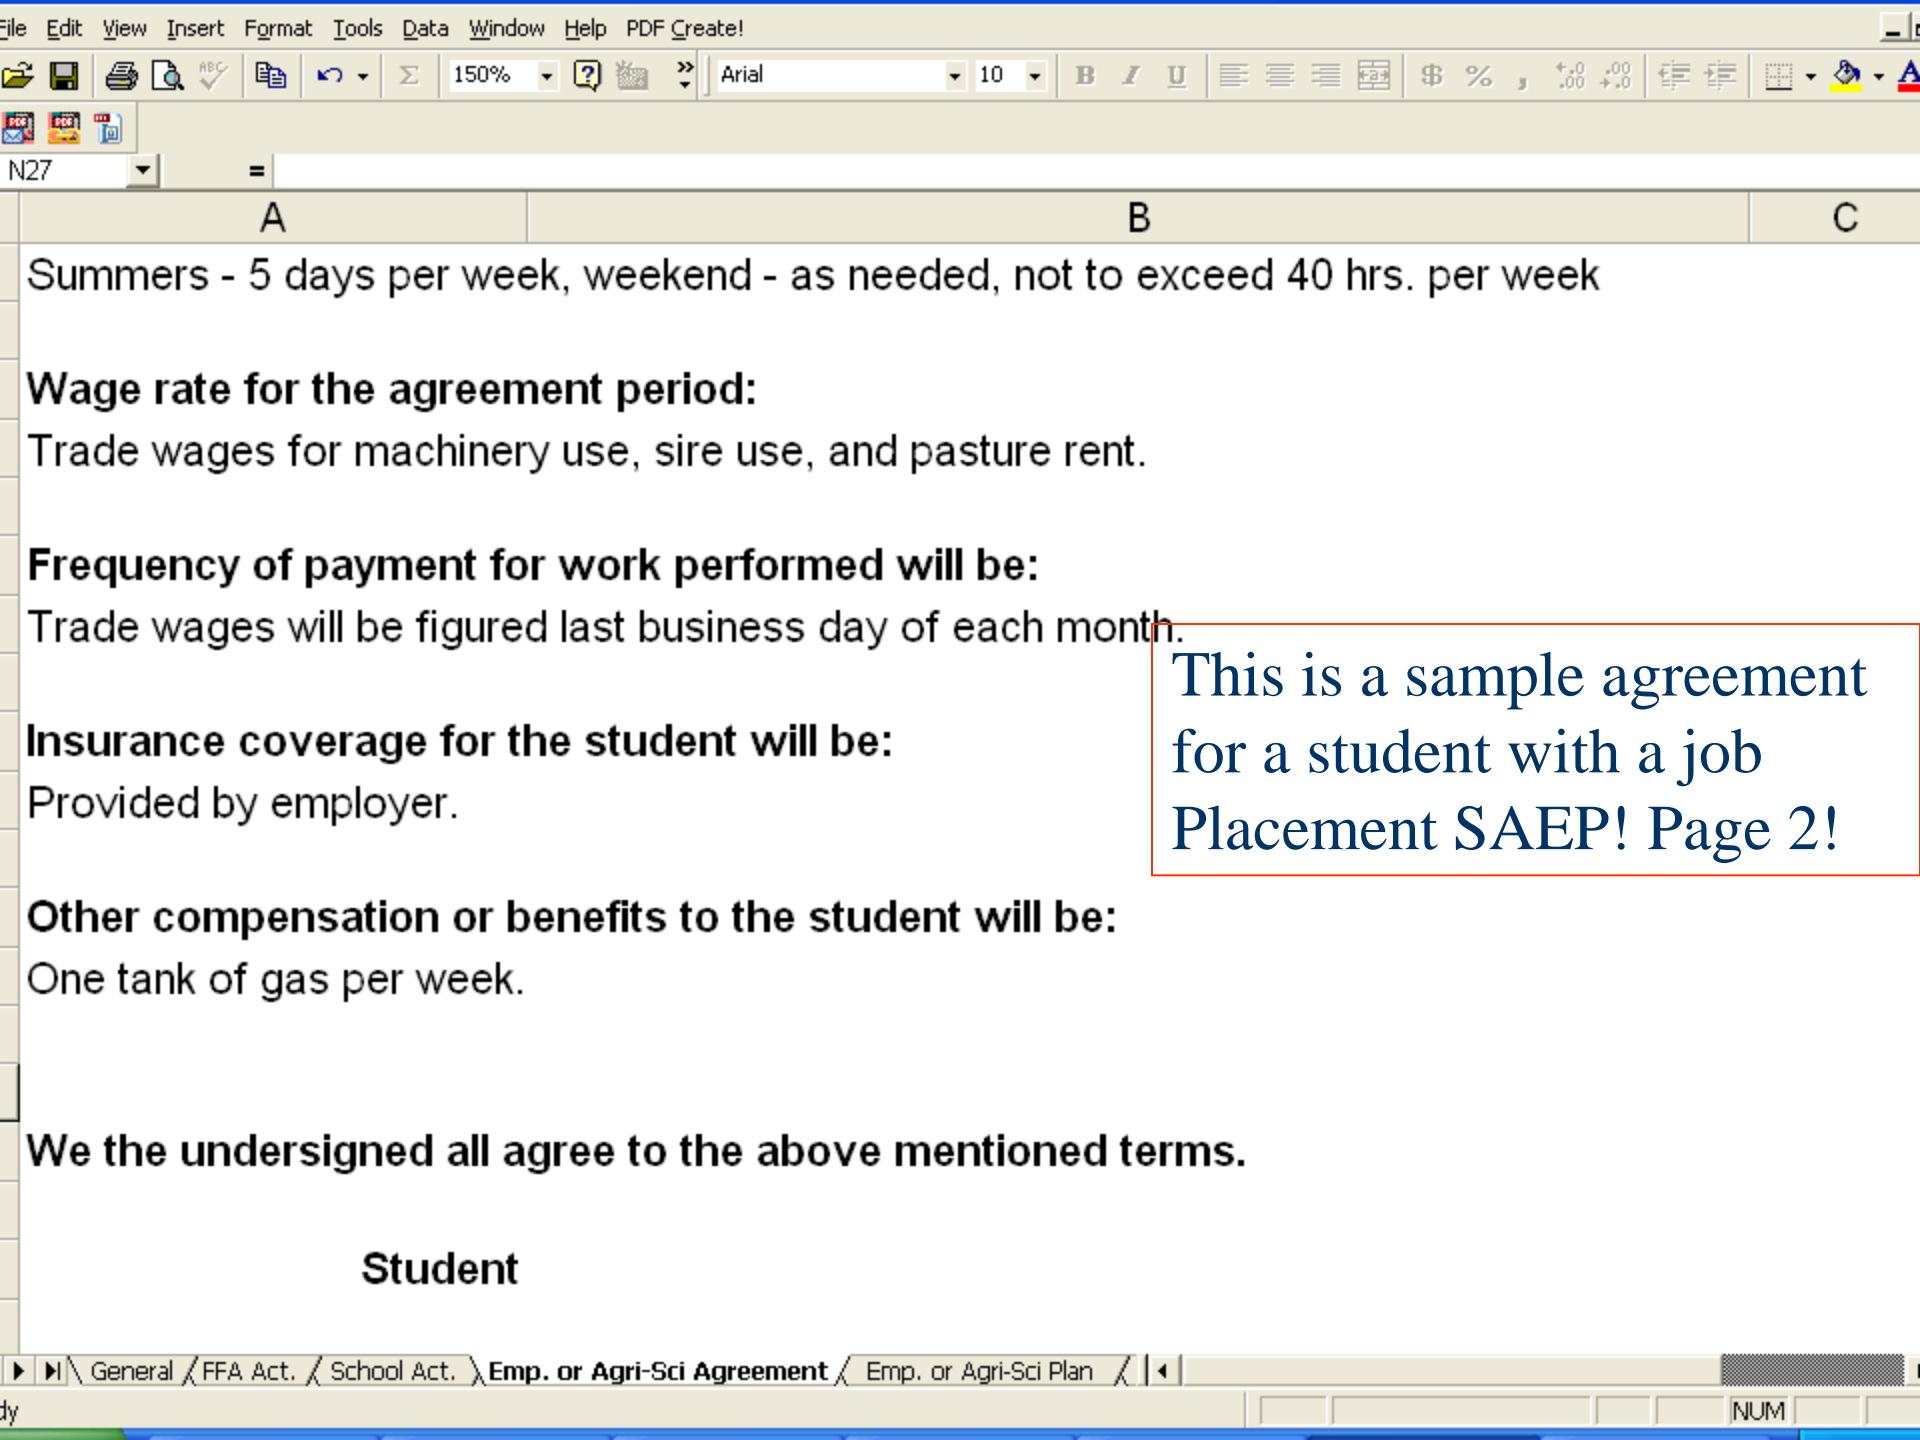 File Edit View Insert Format Tools Data Window Help PDF Create!
ABC Σ 150% Arial 10 B I U $ % , .00 .00
N27 =
A B C
Summers - 5 days per week, weekend - as needed, not to exceed 40 hrs. per week
Wage rate for the agreement period:
Trade wages for machinery use, sire use, and pasture rent.
Frequency of payment for work performed will be:
Trade wages will be figured last business day of each month.
This is a sample agreement
for a student with a job
Placement SAEP! Page 2!
Insurance coverage for the student will be:
Provided by employer.
Other compensation or benefits to the student will be:
One tank of gas per week.
We the undersigned all agree to the above mentioned terms.
Student
General FFA Act. School Act. Emp. or Agri-Sci Agreement Emp. or Agri-Sci Plan
dy NUM